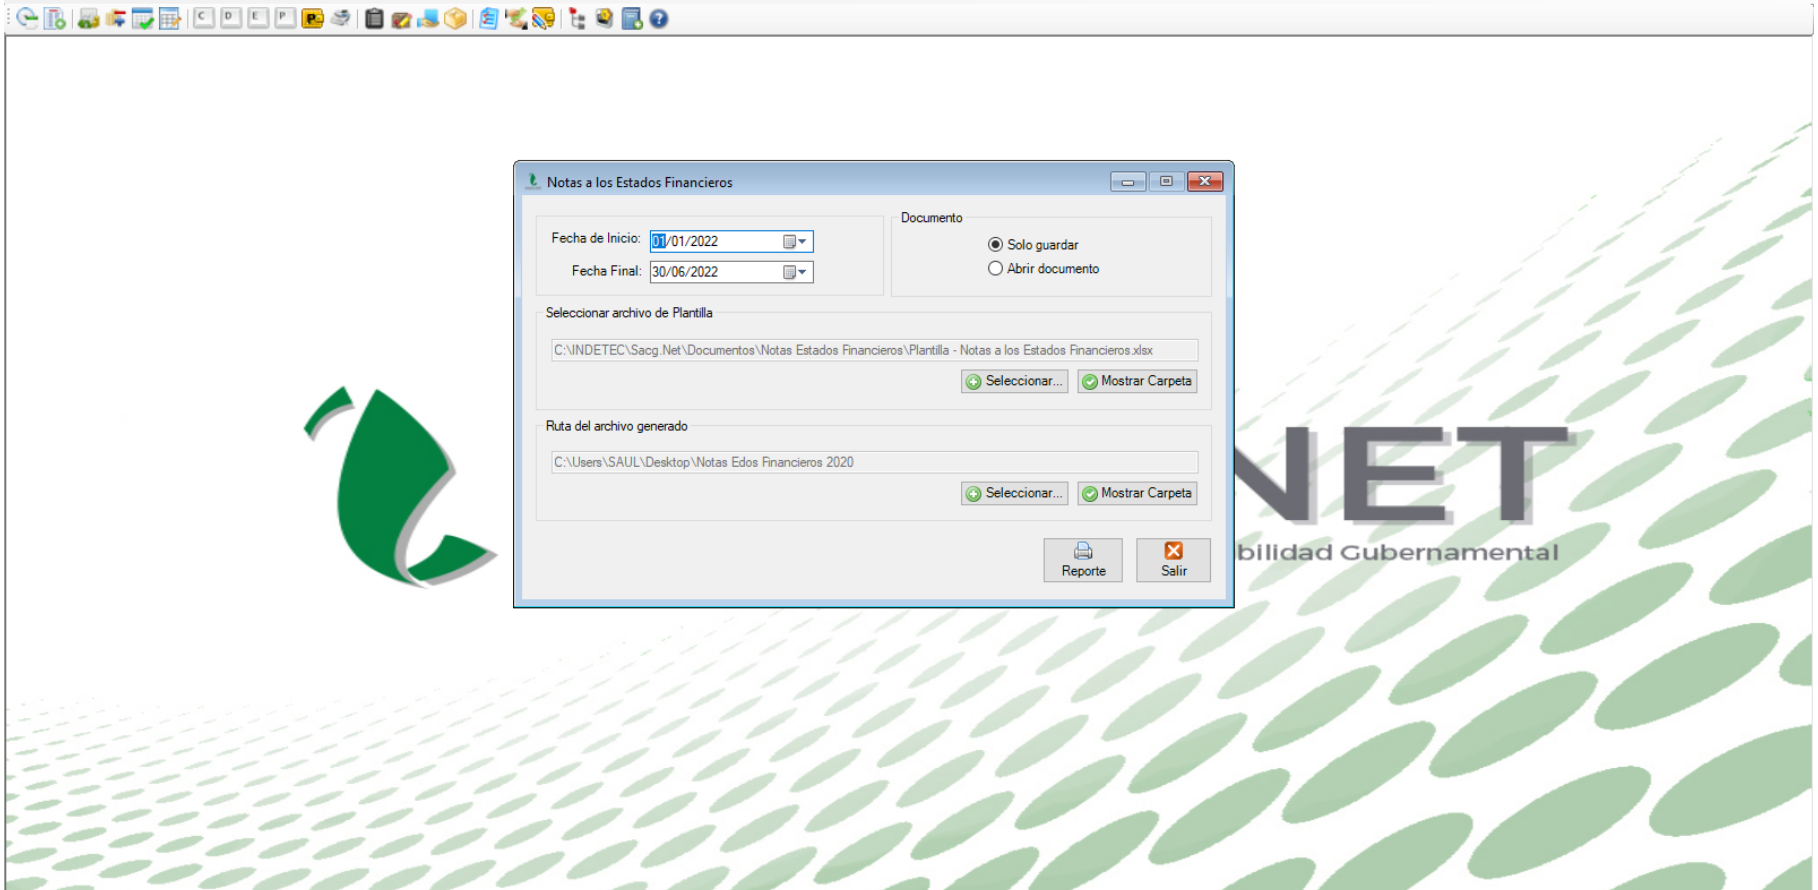 C D E P P
Notas a los Estados Financieros
Fecha de Inicio: 01/01/2022
Fecha Final: 30/06/2022
Documento
Solo guardar
Abrir documento
Seleccionar archivo de Plantilla
C:\INDETEC\Sacg.Net\Documentos\Notas Estados Financieros\Plantilla - Notas a los Estados Financieros.xlsx
Seleccionar... Mostrar Carpeta
Ruta del archivo generado
C:\Users\SAUL\Desktop\Notas Edos Financieros 2020
Seleccionar... Mostrar Carpeta
Reporte Salir
NET
bilidad Gubernamental